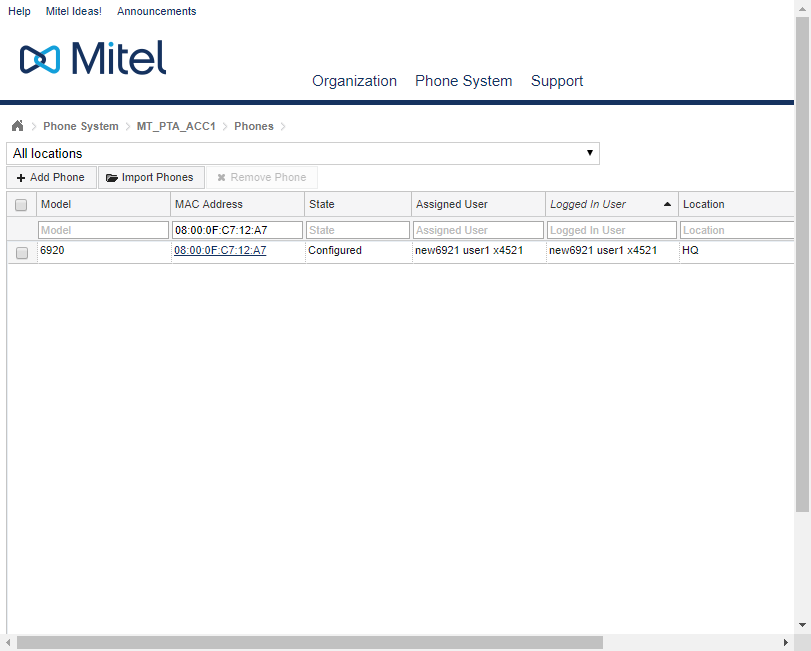 Help Mitel Ideas! Announcements
Mitel
Organization Phone System Support
Phone System MT_PTA_ACC1 Phones
All locations
Add Phone Import Phones Remove Phone
Model MAC Address State Assigned User Logged In User Location
Model 08:00:0F:C7:12:A7 State Assigned User Logged In User Location
6920 08:00:0F:C7:12:A7 Configured new6921 user1 x4521 new6921 user1 x4521 HQ